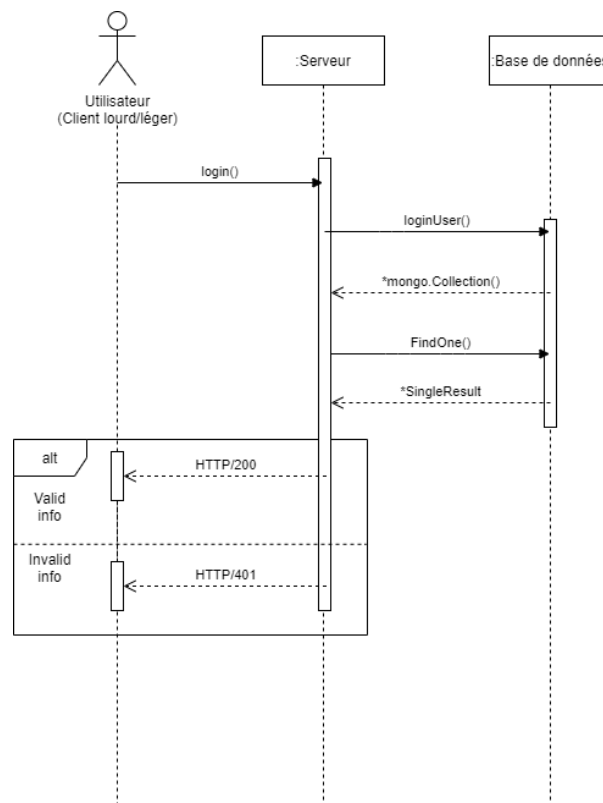 :Serveur
:Base de données
Utilisateur
(Client lourd/léger)
login()
loginUser()
*mongo.Collection()
FindOne()
*SingleResult
alt
HTTP/200
Valid
info
Invalid
info
HTTP/401